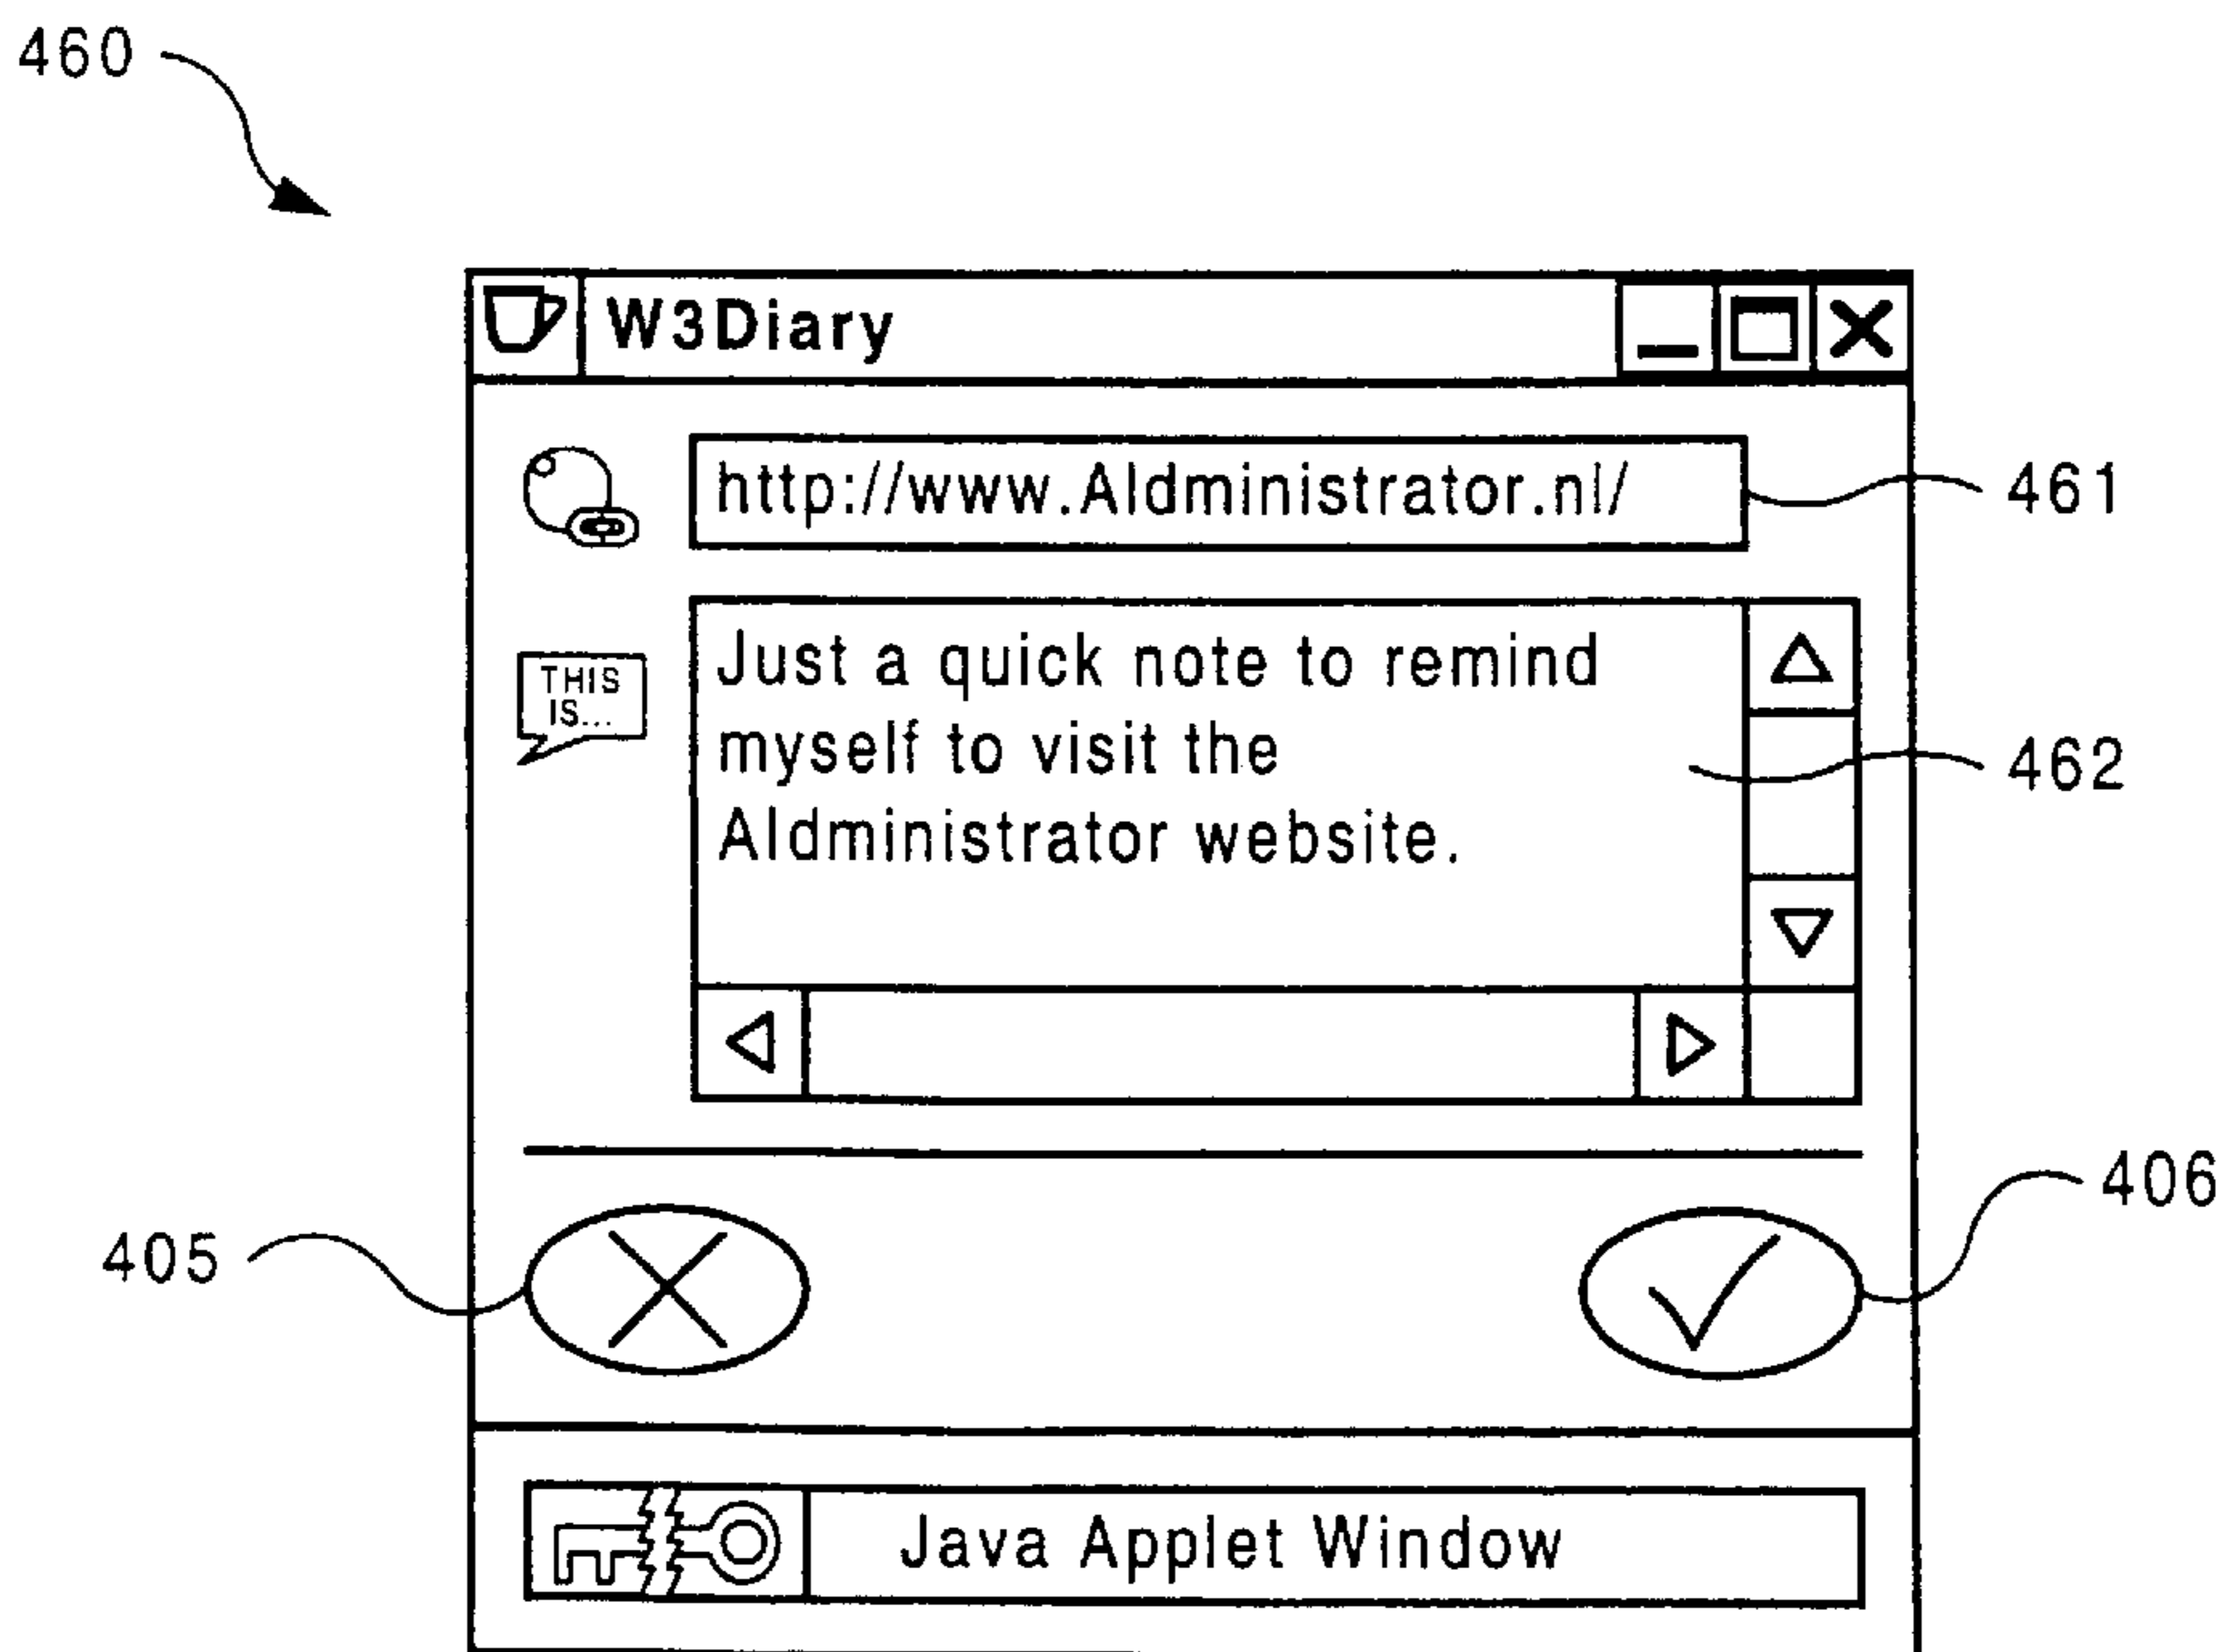 460
W3Diary
http://www.AIdministrator.nl/
461
Just a quick note to remind
myself to visit the
AIdministrator website.
THIS
IS...
462
405
406
Java Applet Window